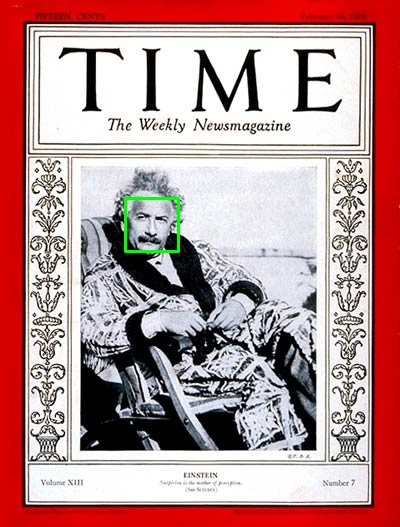 FIFTEEN CENTS February 18, 1929
TIME
The Weekly Newsmagazine
©P. & A.
Volume XIII
EINSTEIN
Suspicion is the mother of perception.
(See SCIENCE)
Number 7